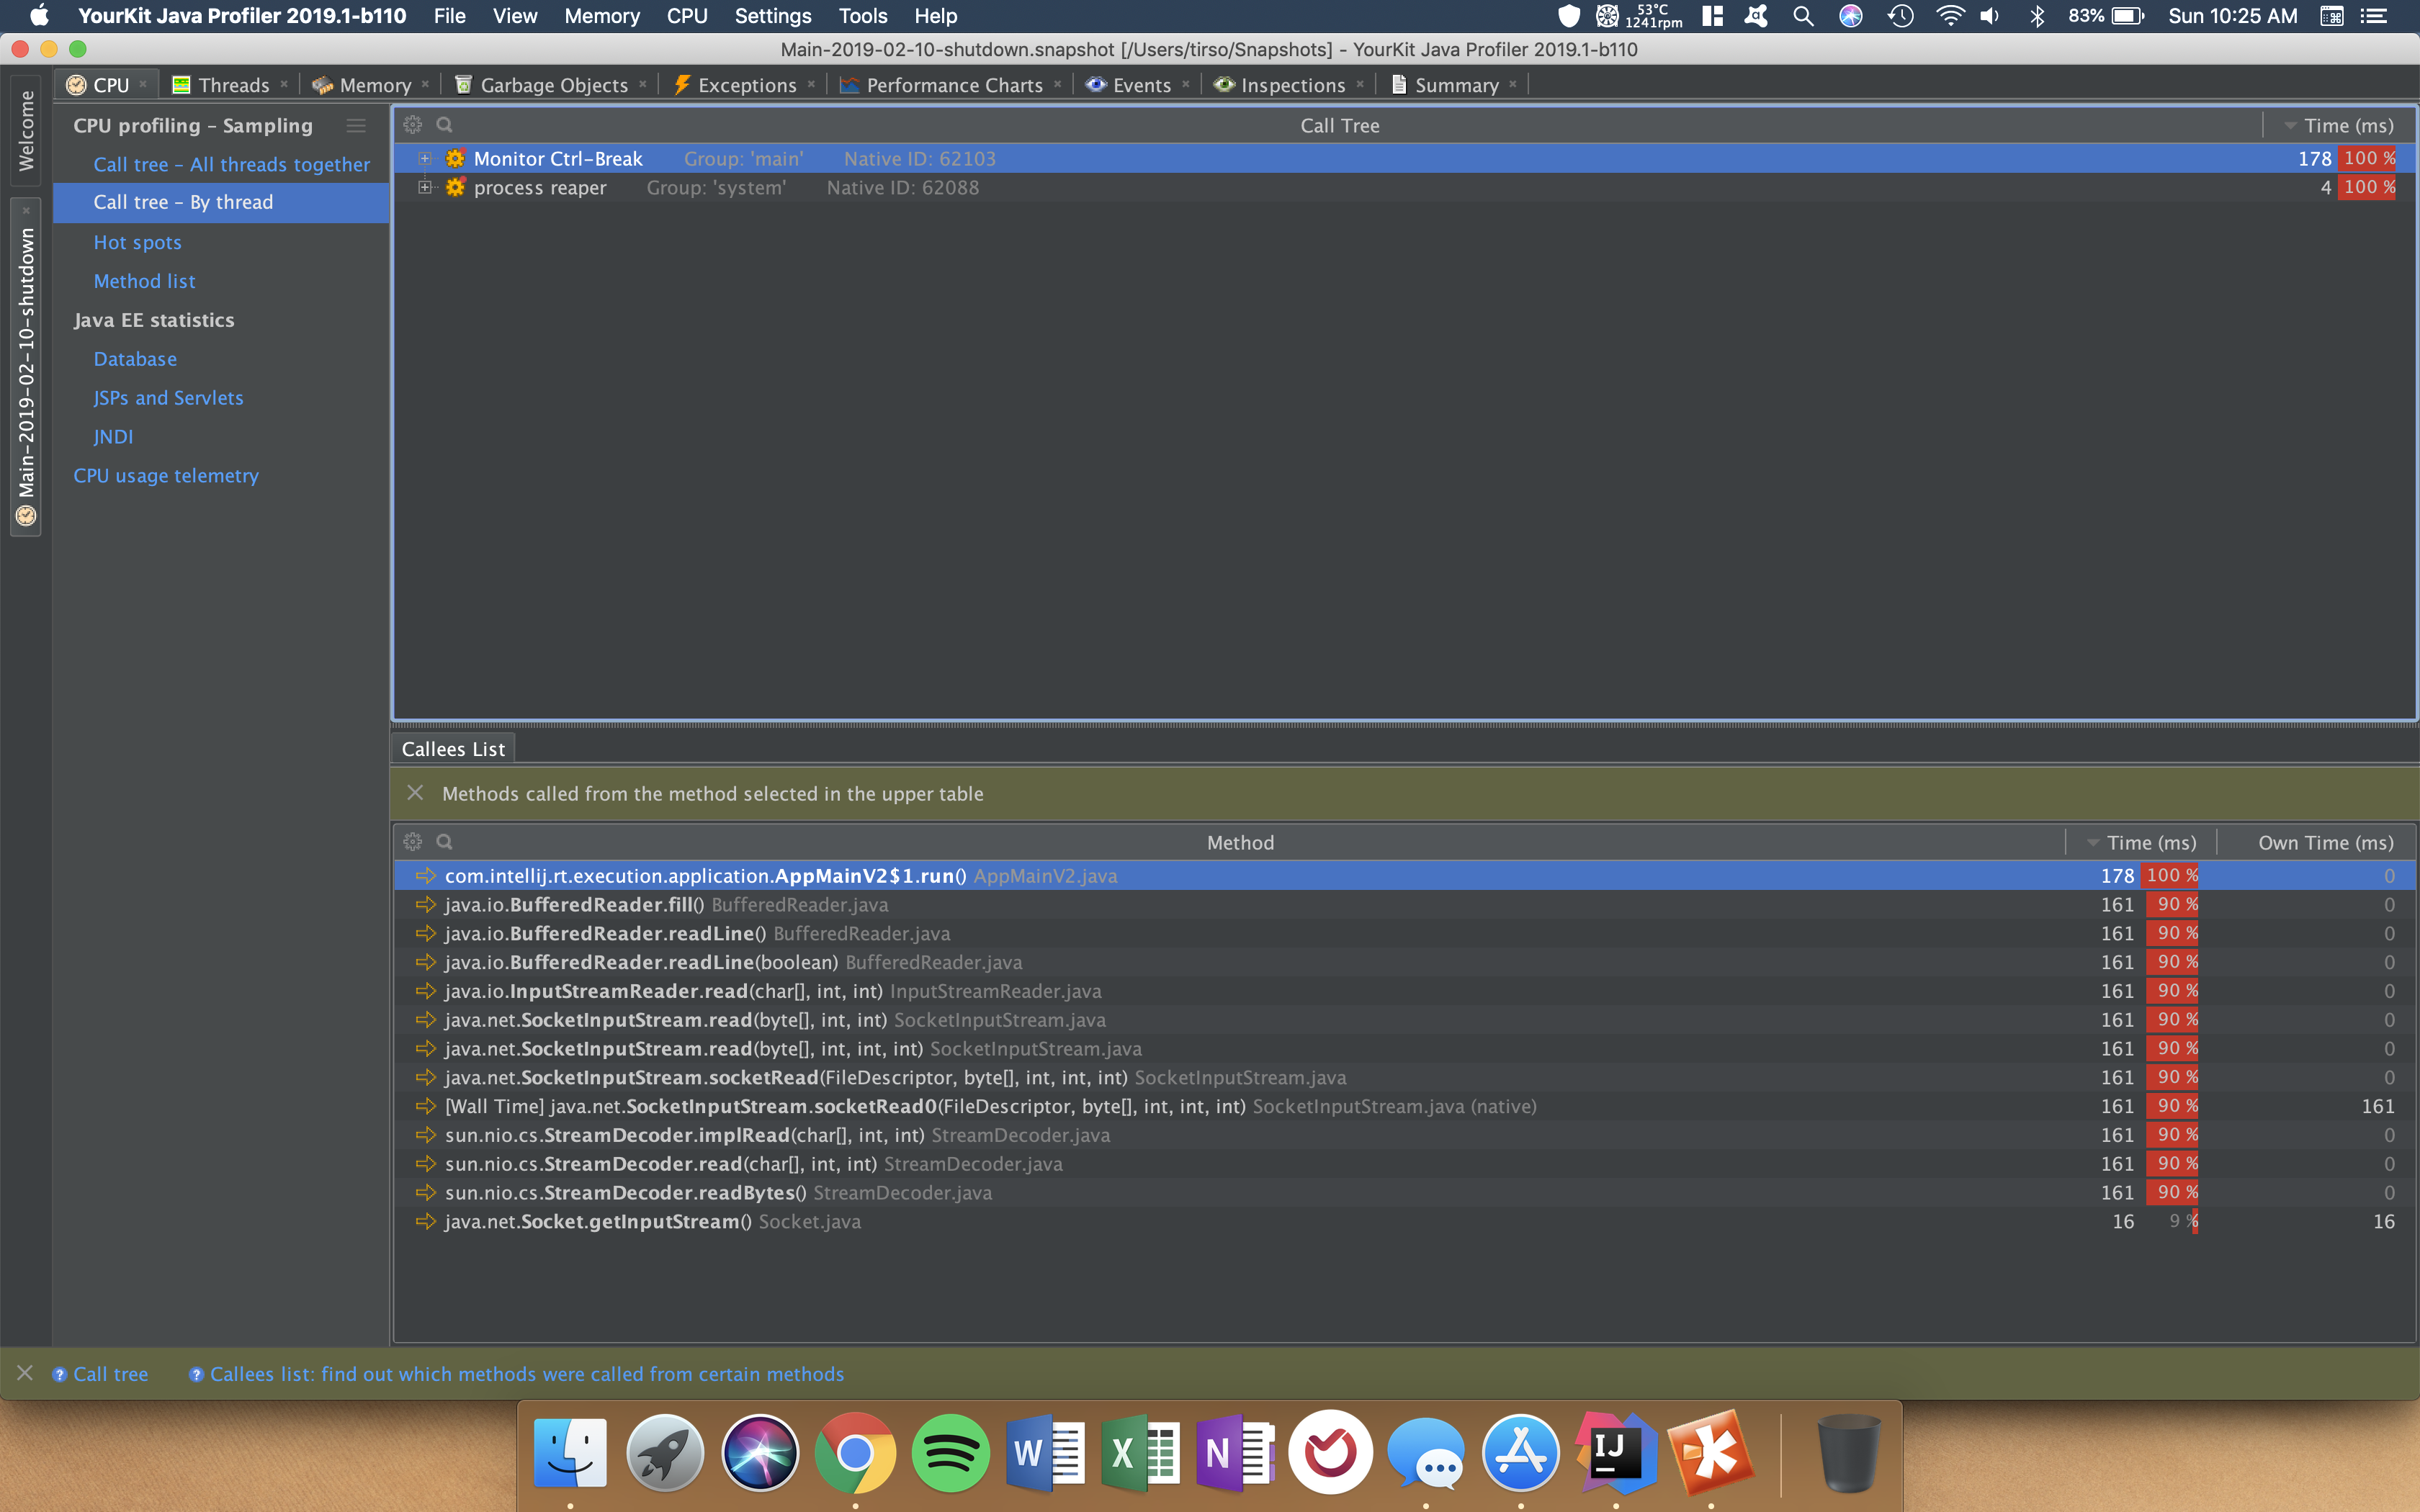 YourKit Java Profiler 2019.1-b110 File View Memory CPU Settings Tools Help 53°C 1241rpm 83% Sun 10:25 AM
Main-2019-02-10-shutdown.snapshot [/Users/tirso/Snapshots] - YourKit Java Profiler 2019.1-b110
Welcome
Main-2019-02-10-shutdown
CPU Threads Memory Garbage Objects Exceptions Performance Charts Events Inspections Summary
CPU profiling – Sampling
Call tree – All threads together
Call tree – By thread
Hot spots
Method list
Java EE statistics
Database
JSPs and Servlets
JNDI
CPU usage telemetry
Call Tree Time (ms)
Monitor Ctrl-Break Group: 'main' Native ID: 62103 178 100 %
process reaper Group: 'system' Native ID: 62088 4 100 %
Callees List
Methods called from the method selected in the upper table
Method Time (ms) Own Time (ms)
com.intellij.rt.execution.application.AppMainV2$1.run() AppMainV2.java 178 100 % 0
java.io.BufferedReader.fill() BufferedReader.java 161 90 % 0
java.io.BufferedReader.readLine() BufferedReader.java 161 90 % 0
java.io.BufferedReader.readLine(boolean) BufferedReader.java 161 90 % 0
java.io.InputStreamReader.read(char[], int, int) InputStreamReader.java 161 90 % 0
java.net.SocketInputStream.read(byte[], int, int) SocketInputStream.java 161 90 % 0
java.net.SocketInputStream.read(byte[], int, int, int) SocketInputStream.java 161 90 % 0
java.net.SocketInputStream.socketRead(FileDescriptor, byte[], int, int, int) SocketInputStream.java 161 90 % 0
[Wall Time] java.net.SocketInputStream.socketRead0(FileDescriptor, byte[], int, int, int) SocketInputStream.java (native) 161 90 % 161
sun.nio.cs.StreamDecoder.implRead(char[], int, int) StreamDecoder.java 161 90 % 0
sun.nio.cs.StreamDecoder.read(char[], int, int) StreamDecoder.java 161 90 % 0
sun.nio.cs.StreamDecoder.readBytes() StreamDecoder.java 161 90 % 0
java.net.Socket.getInputStream() Socket.java 16 9 % 16
Call tree Callees list: find out which methods were called from certain methods
W X N IJ